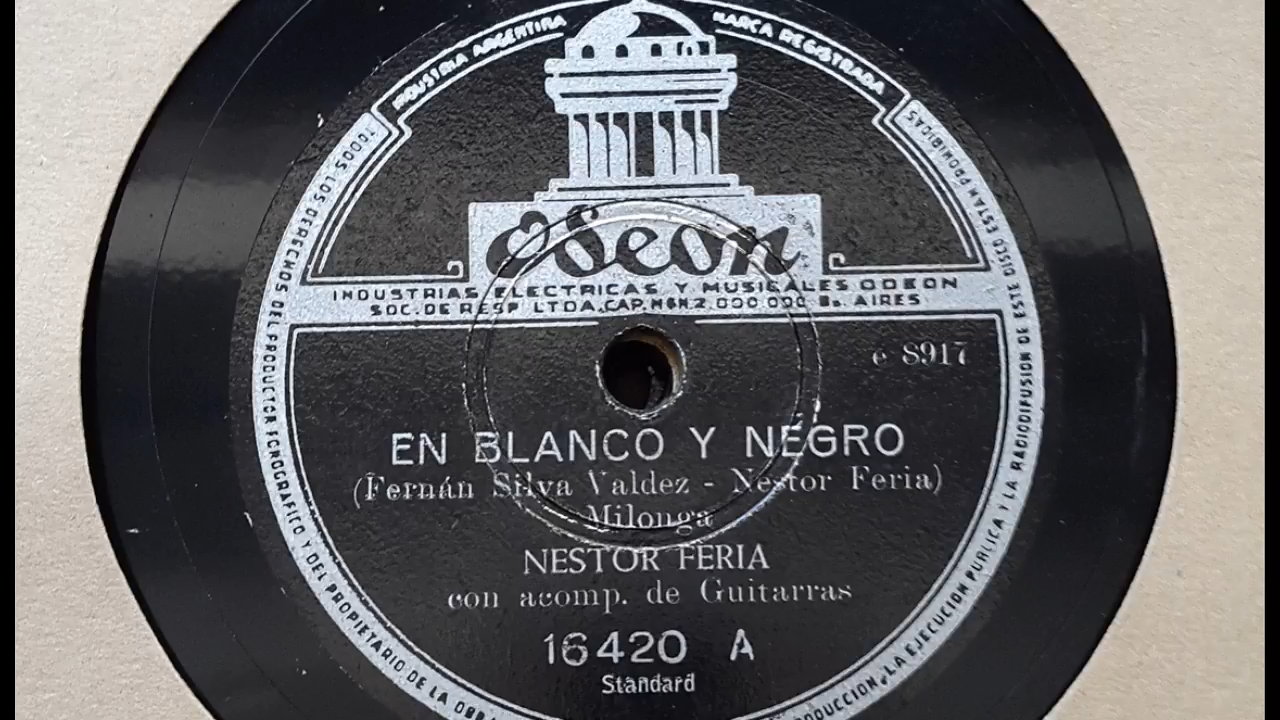 INDUSTRIA ARGENTINA
MARCA REGISTRADA
TODOS LOS DERECHOS DEL PRODUCTOR FONOGRAFICO Y DEL PROPIETARIO DE LA
LA EJECUCION PUBLICA Y LA RADIODIFUSION DE ESTE DISCO ESTAN PROHIBIDAS
Odeon
INDUSTRIAS ELECTRICAS Y MUSICALES ODEON
SOC. DE RESP LTDA. CAP. M$N 2.000.000 Bs. AIRES
e 8917
EN BLANCO Y NEGRO
(Fernán Silva Valdez - Nestor Feria)
Milonga
NESTOR FERIA
con acomp. de Guitarras
16420 A
Standard